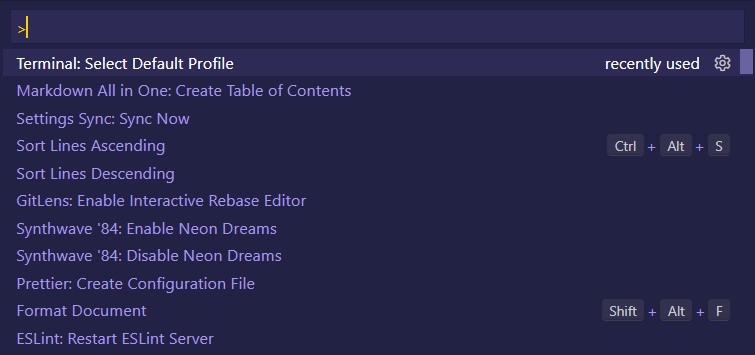 >
Terminal: Select Default Profile recently used
Markdown All in One: Create Table of Contents
Settings Sync: Sync Now
Sort Lines Ascending Ctrl + Alt + S
Sort Lines Descending
GitLens: Enable Interactive Rebase Editor
Synthwave '84: Enable Neon Dreams
Synthwave '84: Disable Neon Dreams
Prettier: Create Configuration File
Format Document Shift + Alt + F
ESLint: Restart ESLint Server